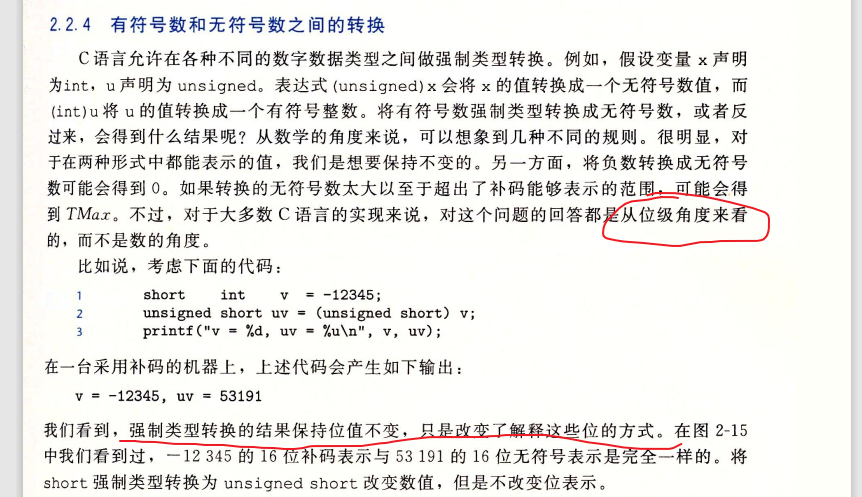 2.2.4 有符号数和无符号数之间的转换
C语言允许在各种不同的数字数据类型之间做强制类型转换。例如，假设变量 x 声明
为int，u 声明为 unsigned。表达式 (unsigned)x 会将 x 的值转换成一个无符号数值，而
(int)u 将 u 的值转换成一个有符号整数。将有符号数强制类型转换成无符号数，或者反
过来，会得到什么结果呢？从数学的角度来说，可以想象到几种不同的规则。很明显，对
于在两种形式中都能表示的值，我们是想要保持不变的。另一方面，将负数转换成无符号
数可能会得到 0。如果转换的无符号数太大以至于超出了补码能够表示的范围，可能会得
到 TMax。不过，对于大多数 C 语言的实现来说，对这个问题的回答都是从位级角度来看
的，而不是数的角度。
比如说，考虑下面的代码：
1 short int v = -12345;
2 unsigned short uv = (unsigned short) v;
3 printf("v = %d, uv = %u\n", v, uv);
在一台采用补码的机器上，上述代码会产生如下输出：
v = -12345, uv = 53191
我们看到，强制类型转换的结果保持位值不变，只是改变了解释这些位的方式。在图 2-15
中我们看到过，－12 345 的 16 位补码表示与 53 191 的 16 位无符号表示是完全一样的。将
short 强制类型转换为 unsigned short 改变数值，但是不改变位表示。